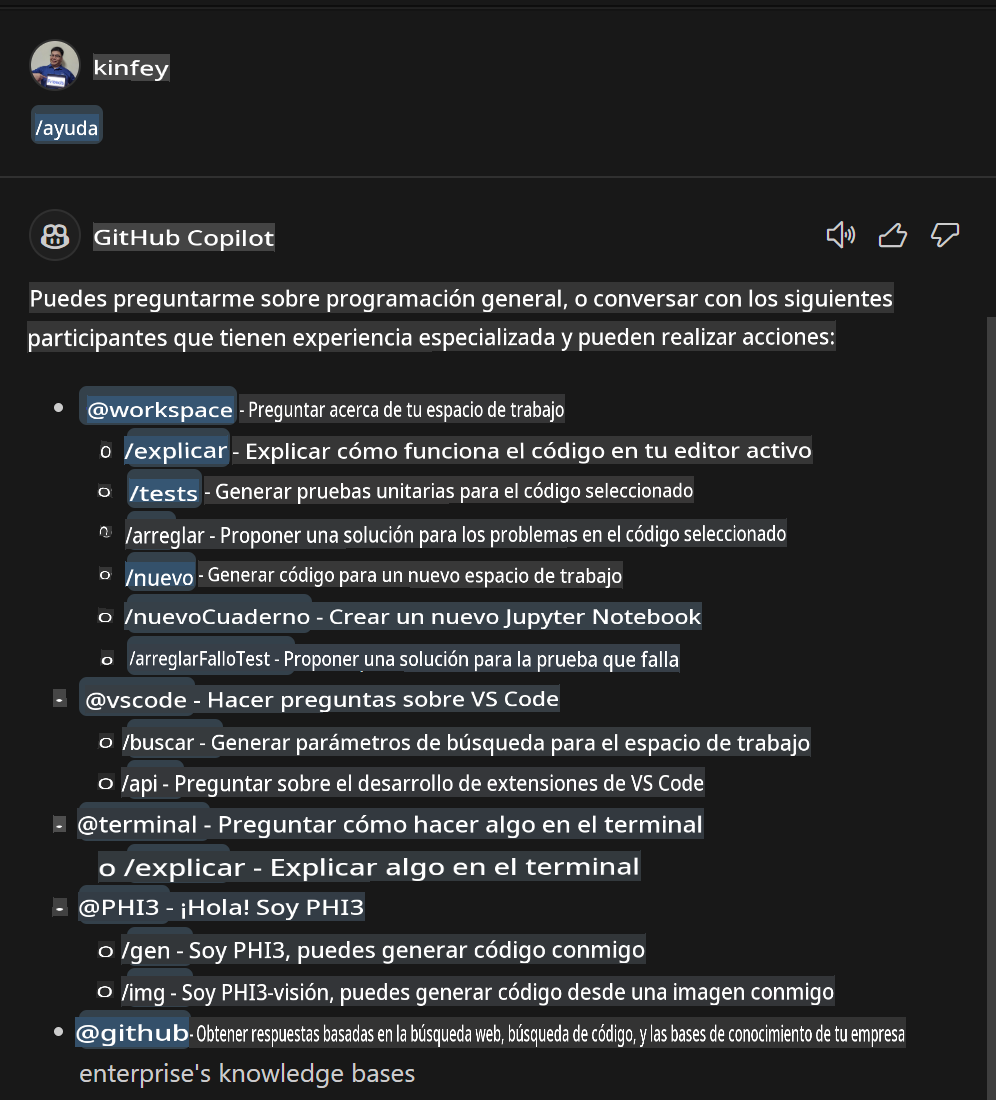 kinfey
/ayuda
GitHub Copilot
Puedes preguntarme sobre programación general, o conversar con los siguientes
participantes que tienen experiencia especializada y pueden realizar acciones:
• @workspace - Preguntar acerca de tu espacio de trabajo
o /explicar - Explicar cómo funciona el código en tu editor activo
o /tests - Generar pruebas unitarias para el código seleccionado
o /arreglar - Proponer una solución para los problemas en el código seleccionado
o /nuevo - Generar código para un nuevo espacio de trabajo
o /nuevoCuaderno - Crear un nuevo Jupyter Notebook
o /arreglarFalloTest - Proponer una solución para la prueba que falla
- @vscode - Hacer preguntas sobre VS Code
o /buscar - Generar parámetros de búsqueda para el espacio de trabajo
o /api - Preguntar sobre el desarrollo de extensiones de VS Code
- @terminal - Preguntar cómo hacer algo en el terminal
o /explicar - Explicar algo en el terminal
- @PHI3 - ¡Hola! Soy PHI3
o /gen - Soy PHI3, puedes generar código conmigo
o /img - Soy PHI3-visión, puedes generar código desde una imagen conmigo
• @github - Obtener respuestas basadas en la búsqueda web, búsqueda de código, y las bases de conocimiento de tu empresa
enterprise's knowledge bases